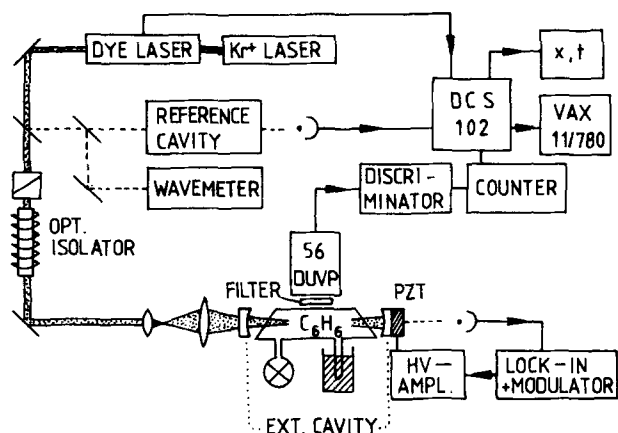 DYE LASER
Kr+ LASER
x,t
DCS
102
REFERENCE
CAVITY
VAX
11/780
WAVEMETER
DISCRI-
MINATOR
COUNTER
OPT.
ISOLATOR
56
DUVP
FILTER
C6H6
PZT
HV-
AMPL.
LOCK-IN
+MODULATOR
EXT. CAVITY